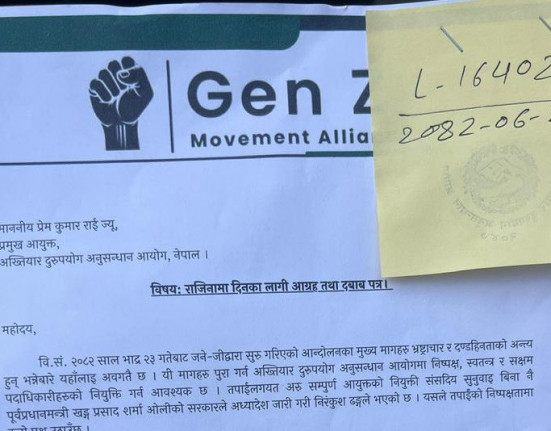 Gen Z
Movement Allia
L-16402
2082-06-
माननीय प्रेम कुमार राई ज्यू,
प्रमुख आयुक्त,
अख्तियार दुरुपयोग अनुसन्धान आयोग, नेपाल ।
विषय: राजिनामा दिनका लागी आग्रह तथा दबाब पत्र।
महोदय,
वि.सं. २०८२ साल भाद्र २३ गतेबाट जेन-जीद्वारा सुरु गरिएको आन्दोलनका मुख्य मागहरु भ्रष्टाचार र दण्डहिनताको अन्त्य
हुन् भन्नेबारे यहाँलाइ अवगतै छ । यी मागहरु पुरा गर्न अख्तियार दुरुपयोग अनुसन्धान आयोगमा निष्पक्ष, स्वतन्त्र र सक्षम
पदाधिकारीहरुको नियुक्ति गर्न आवश्यक छ । तपाईलगयत अरु सम्पुर्ण आयुक्तको नियुक्ती संसदिय सुनुवाइ बिना नै
पूर्वप्रधानमन्त्री खड्ग प्रसाद शर्मा ओलीको सरकारले अध्यादेश जारी गरी निरंकुश ढङ्गले भएको छ । यसले तपाईको निष्पक्षतामा